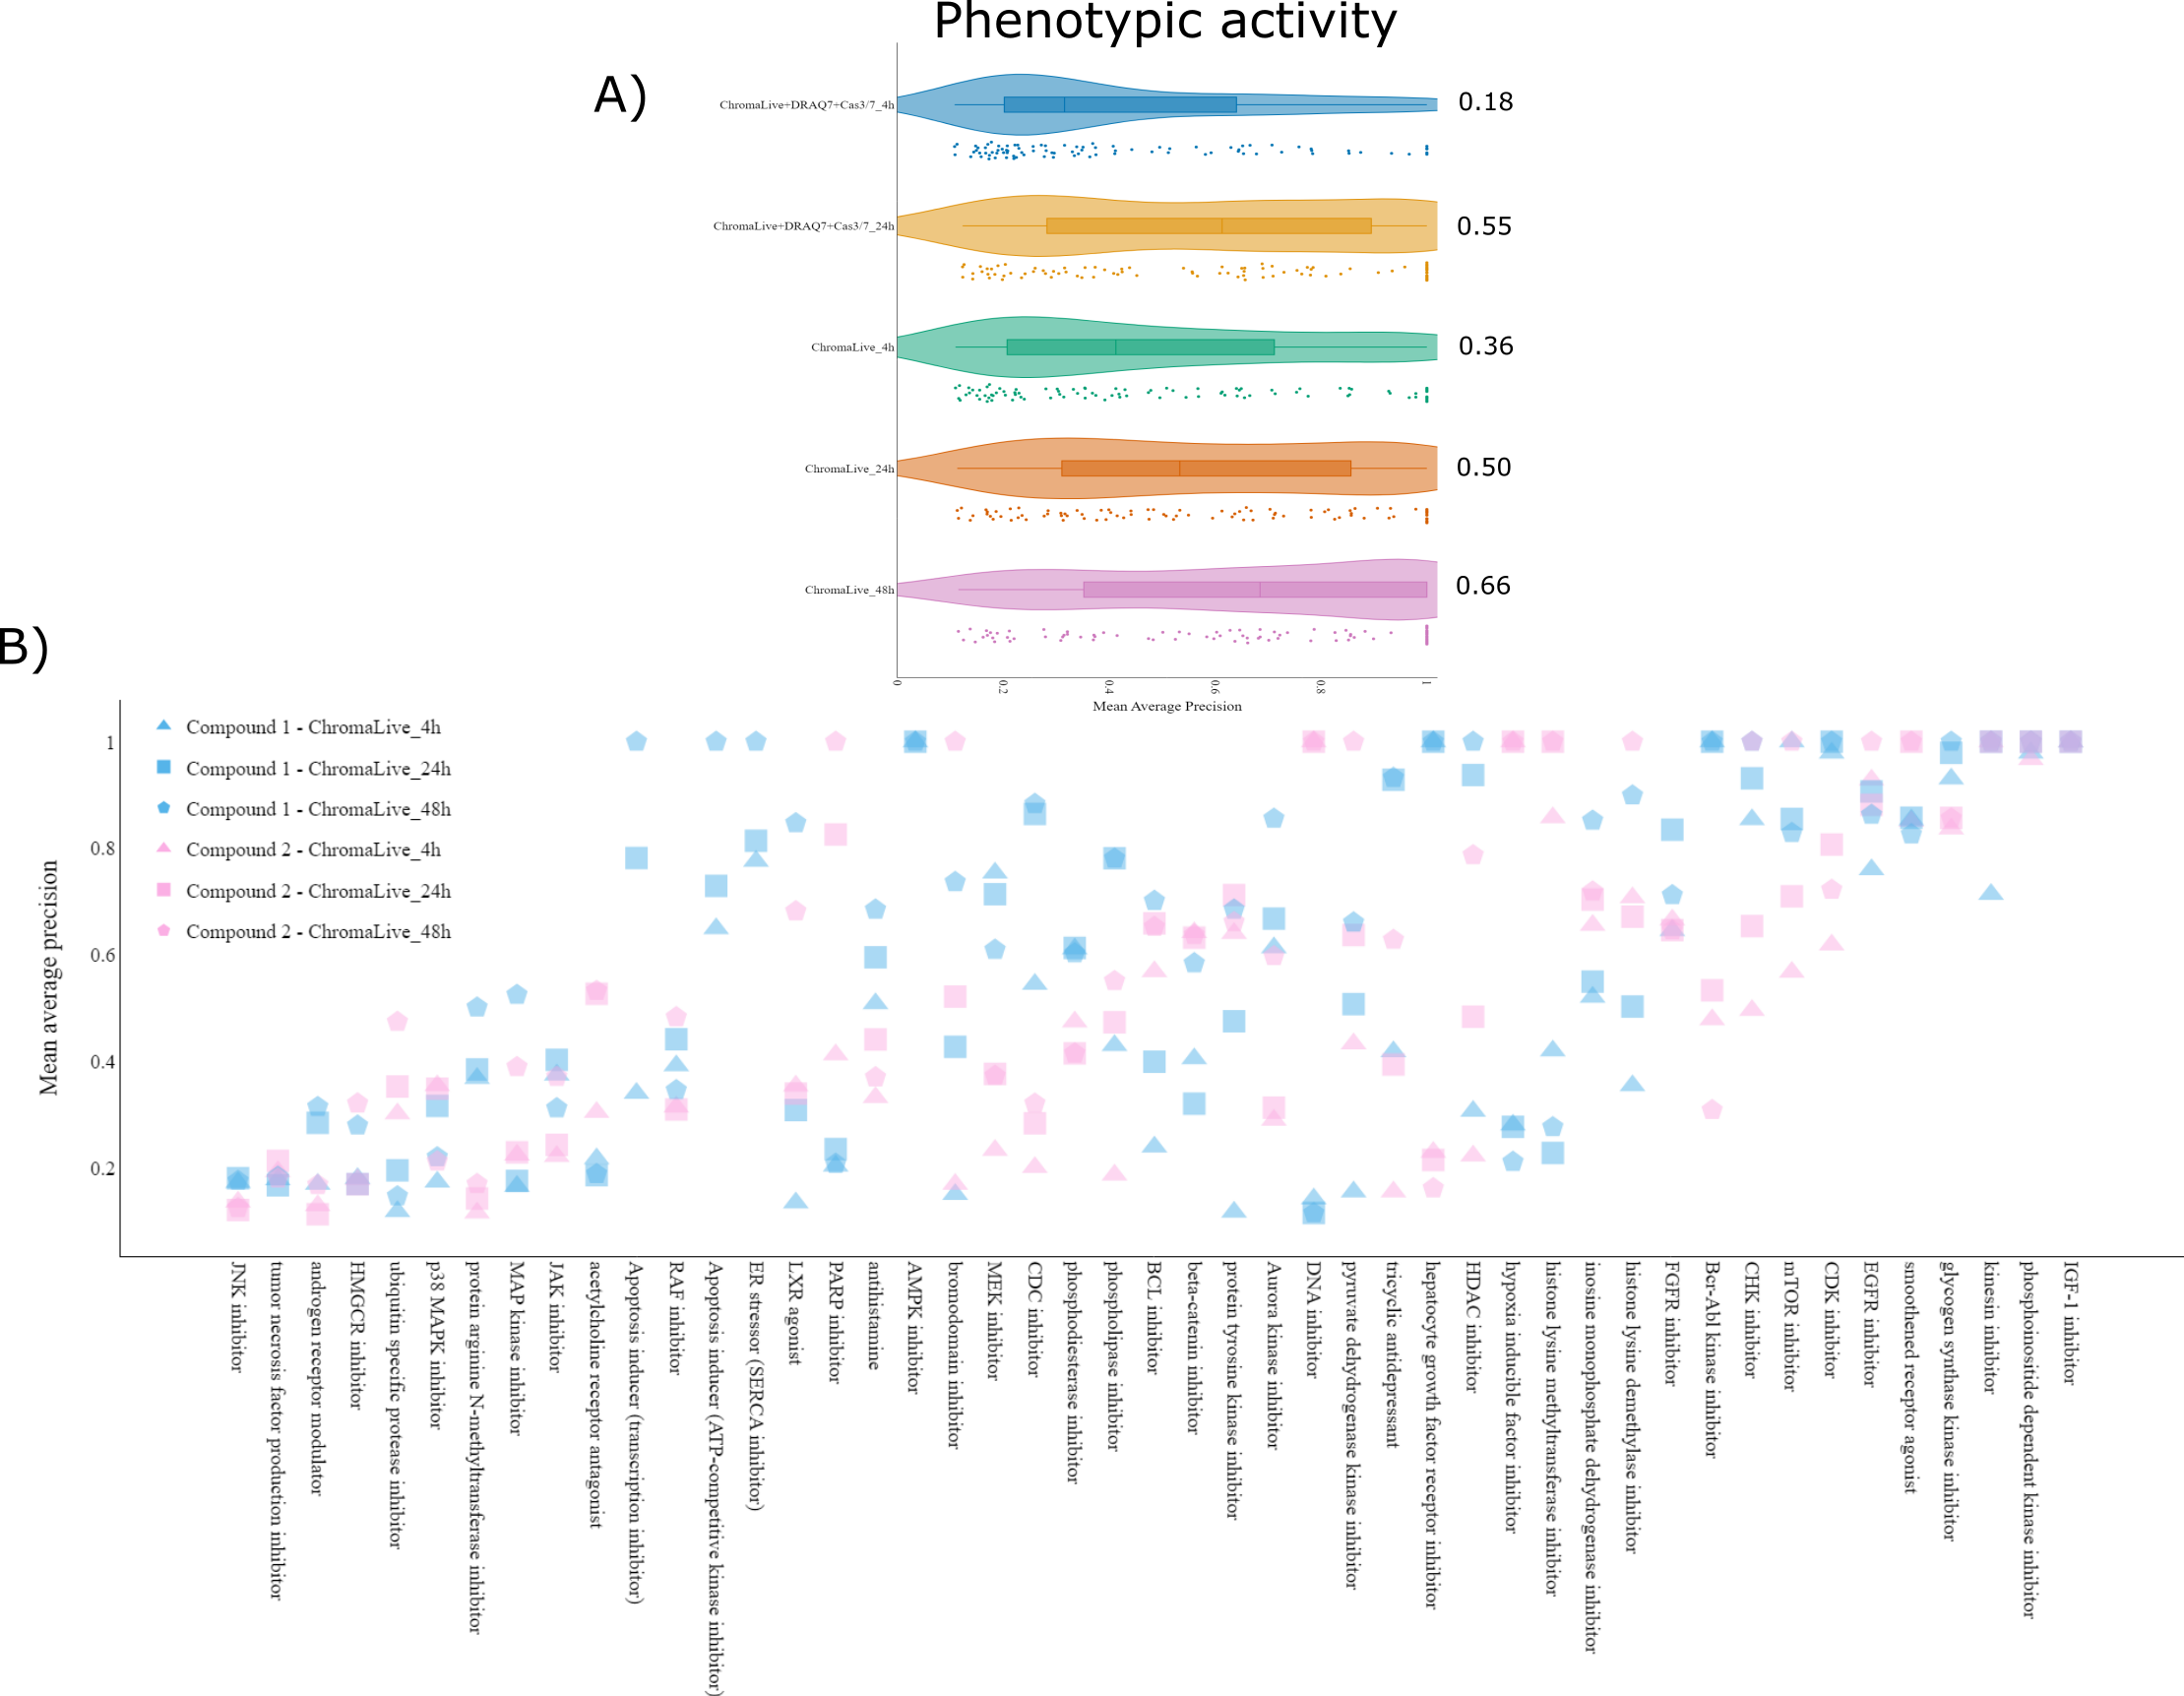 Phenotypic activity
A)
ChromaLive+DRAQ7+Cas3/7_4h
0.18
ChromaLive+DRAQ7+Cas3/7_24h
0.55
ChromaLive_4h
0.36
ChromaLive_24h
0.50
ChromaLive_48h
0.66
0
0.2
0.4
0.6
0.8
1
Mean Average Precision
B)
Compound 1 - ChromaLive_4h
Compound 1 - ChromaLive_24h
Compound 1 - ChromaLive_48h
Compound 2 - ChromaLive_4h
Compound 2 - ChromaLive_24h
Compound 2 - ChromaLive_48h
Mean average precision
1
0.8
0.6
0.4
0.2
JNK inhibitor
tumor necrosis factor production inhibitor
androgen receptor modulator
HMGCR inhibitor
ubiquitin specific protease inhibitor
p38 MAPK inhibitor
protein arginine N-methyltransferase inhibitor
MAP kinase inhibitor
JAK inhibitor
acetylcholine receptor antagonist
Apoptosis inducer (transcription inhibitor)
RAF inhibitor
Apoptosis inducer (ATP-competitive kinase inhibitor)
ER stressor (SERCA inhibitor)
LXR agonist
PARP inhibitor
antihistamine
AMPK inhibitor
bromodomain inhibitor
MEK inhibitor
CDC inhibitor
phosphodiesterase inhibitor
phospholipase inhibitor
BCL inhibitor
beta-catenin inhibitor
protein tyrosine kinase inhibitor
Aurora kinase inhibitor
DNA inhibitor
pyruvate dehydrogenase kinase inhibitor
tricyclic antidepressant
hepatocyte growth factor receptor inhibitor
HDAC inhibitor
hypoxia inducible factor inhibitor
histone lysine methyltransferase inhibitor
inosine monophosphate dehydrogenase inhibitor
histone lysine demethylase inhibitor
FGFR inhibitor
Bcr-Abl kinase inhibitor
CHK inhibitor
mTOR inhibitor
CDK inhibitor
EGFR inhibitor
smoothened receptor agonist
glycogen synthase kinase inhibitor
kinesin inhibitor
phosphoinositide dependent kinase inhibitor
IGF-1 inhibitor